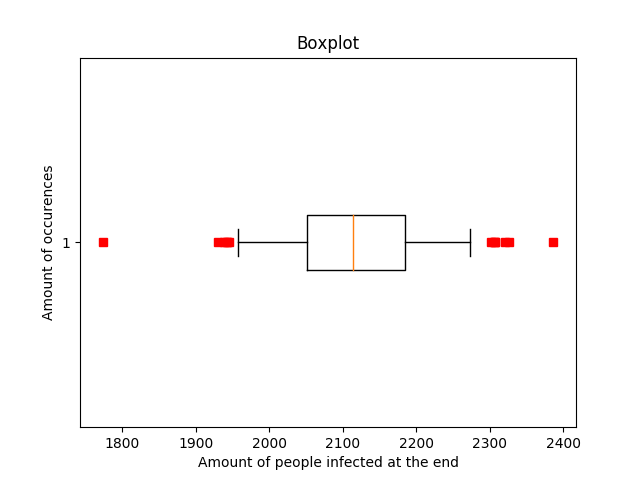 Boxplot
Amount of occurences
1
1800 1900 2000 2100 2200 2300 2400
Amount of people infected at the end